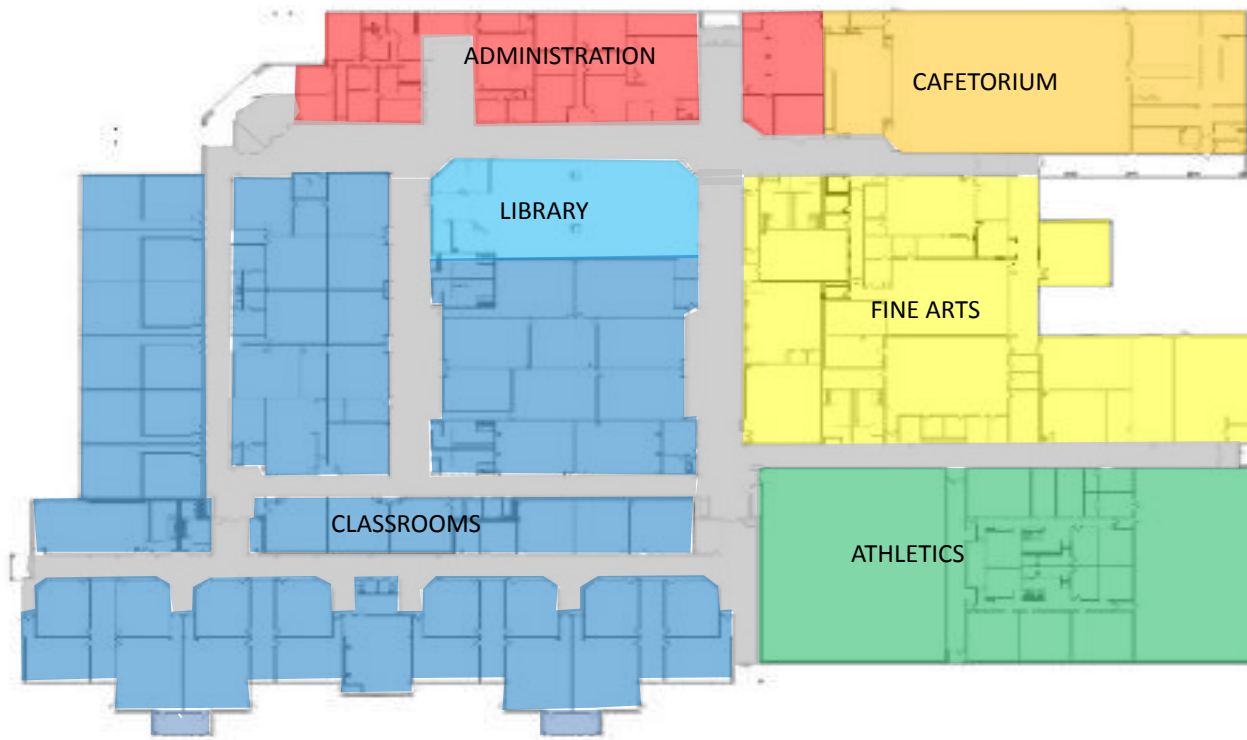 ADMINISTRATION
CAFETORIUM
LIBRARY
FINE ARTS
CLASSROOMS
ATHLETICS